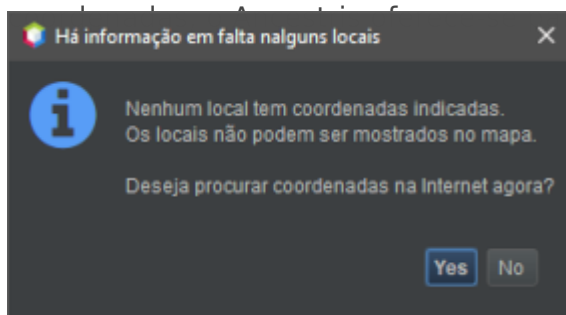 Há informação em falta nalguns locais
Nenhum local tem coordenadas indicadas.
Os locais não podem ser mostrados no mapa.
Deseja procurar coordenadas na Internet agora?
Yes
No